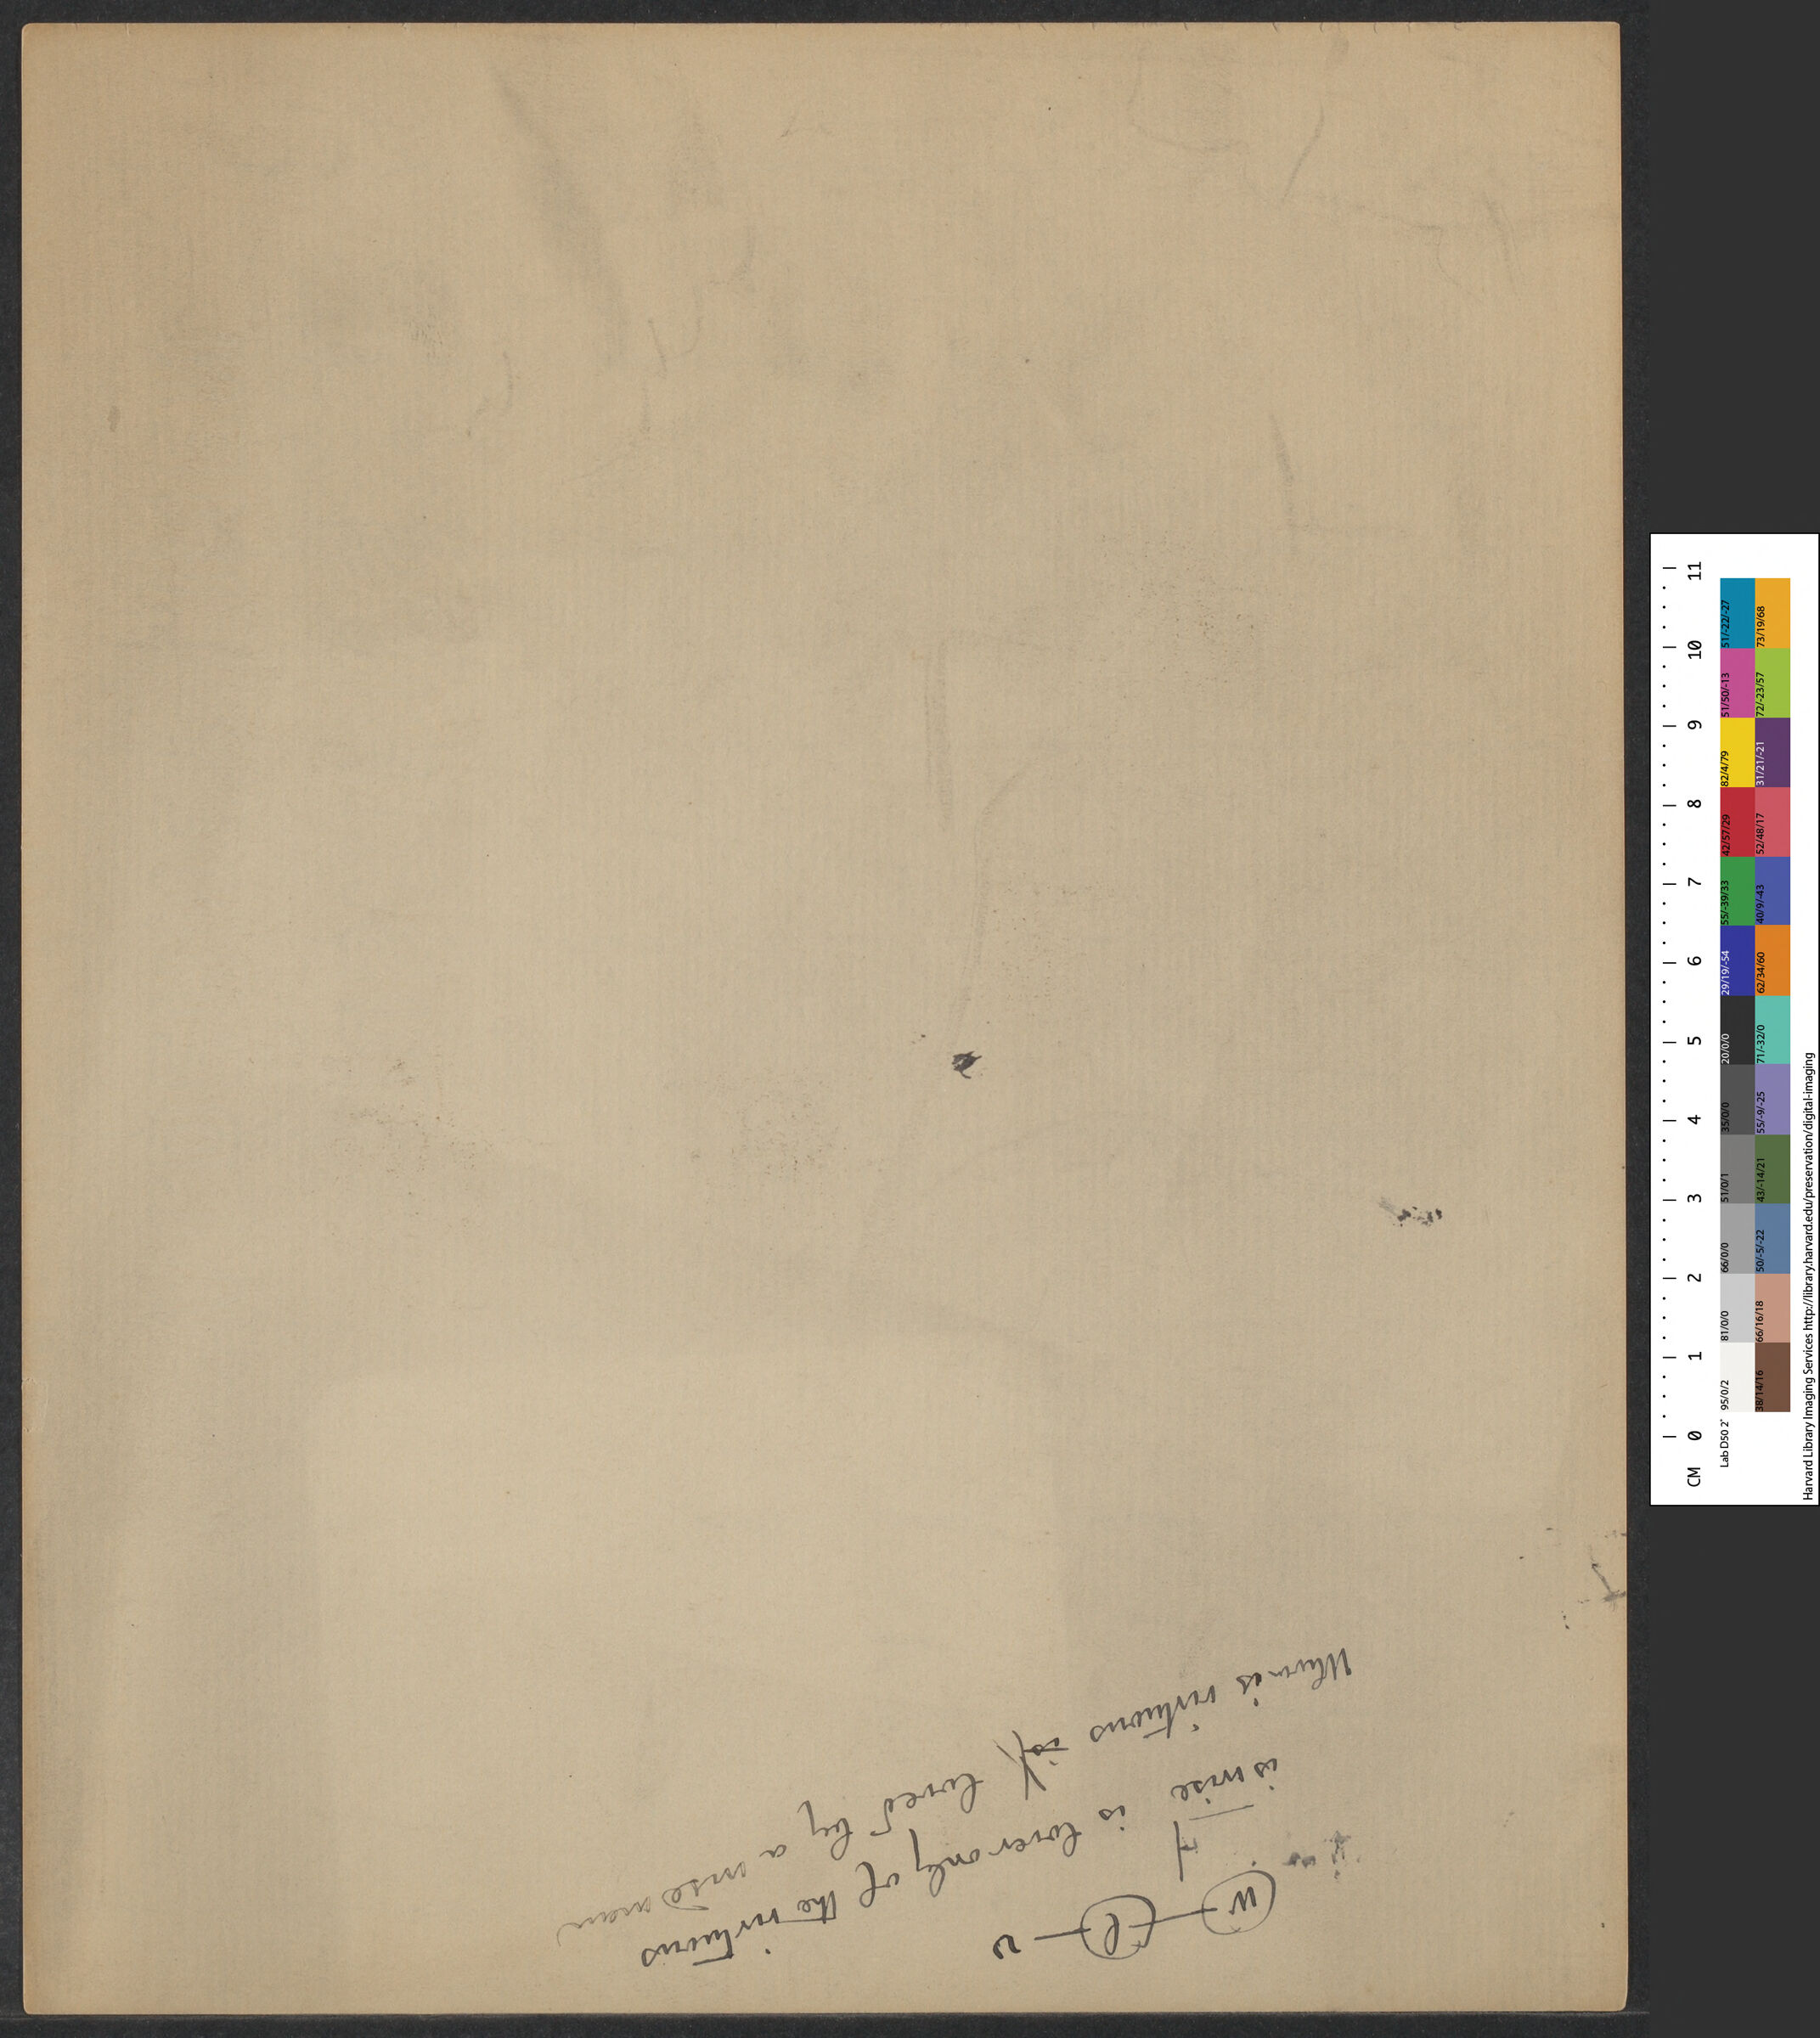 w l v
is lover only of the virtuous
is wise
virtuous is loved by a wise man
CM 0 1 2 3 4 5 6 7 8 9 10 11
Lab D50 2° 95/0/2 81/0/0 66/0/0 51/0/1 35/0/0 20/0/0 29/19/-54 55/-39/33 42/57/29 82/4/79 51/50/-13 51/-22/-27
38/14/16 66/16/18 50/-5/-22 43/-14/21 55/-9/-25 71/-32/0 62/34/60 40/9/-43 52/48/17 31/21/-21 72/-23/57 73/19/68
Harvard Library Imaging Services http://library.harvard.edu/preservation/digital-imaging